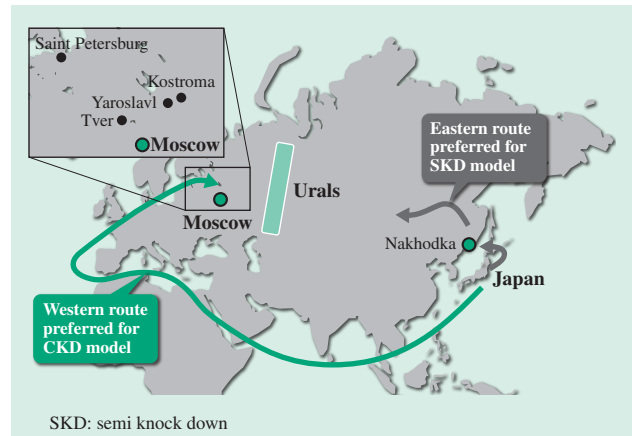 Saint Petersburg
Kostroma
Yaroslavl
Tver
Moscow
Moscow
Urals
Eastern route
preferred for
SKD model
Nakhodka
Japan
Western route
preferred for
CKD model
SKD: semi knock down